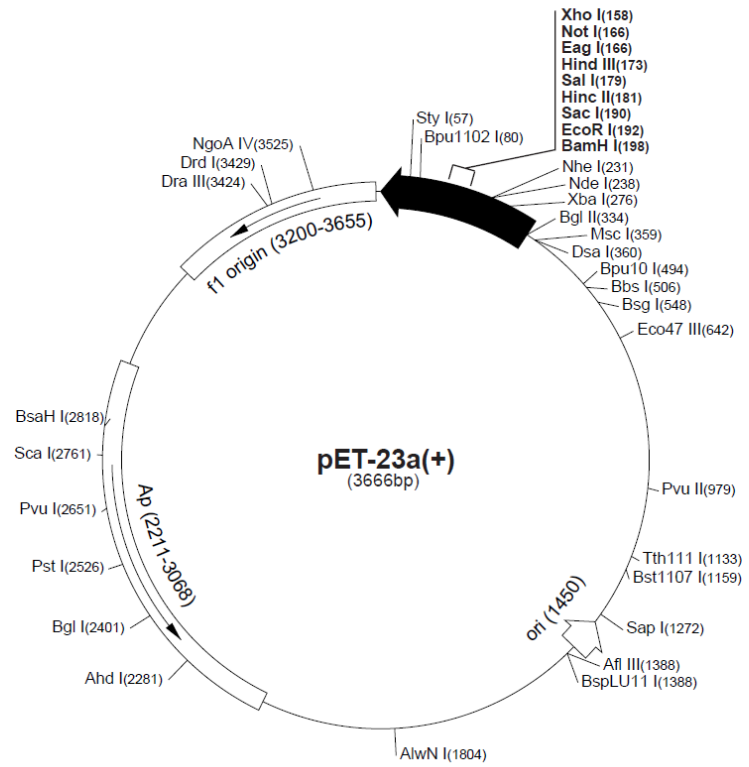 Xho I(158)
Not I(166)
Eag I(166)
Hind III(173)
Sal I(179)
Hinc II(181)
Sac I(190)
EcoR I(192)
BamH I(198)
Sty I(57)
Bpu1102 I(80)
NgoA IV(3525)
Drd I(3429)
Dra III(3424)
Nhe I(231)
Nde I(238)
Xba I(276)
Bgl II(334)
Msc I(359)
Dsa I(360)
Bpu10 I(494)
Bbs I(506)
Bsg I(548)
Eco47 III(642)
f1 origin (3200-3655)
BsaH I(2818)
Sca I(2761)
Pvu I(2651)
Pst I(2526)
Bgl I(2401)
Ahd I(2281)
Ap (2211-3068)
pET-23a(+)
(3666bp)
Pvu II(979)
Tth111 I(1133)
Bst1107 I(1159)
ori (1450)
Sap I(1272)
Afl III(1388)
BspLU11 I(1388)
AlwN I(1804)